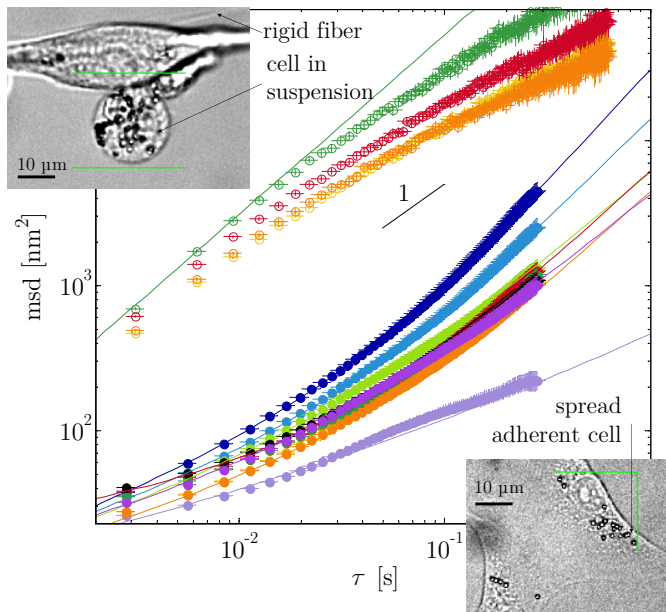 rigid fiber
cell in
suspension
10 μm
1
msd [nm²]
10³
10²
spread
adherent cell
10 μm
10⁻²
10⁻¹
τ [s]